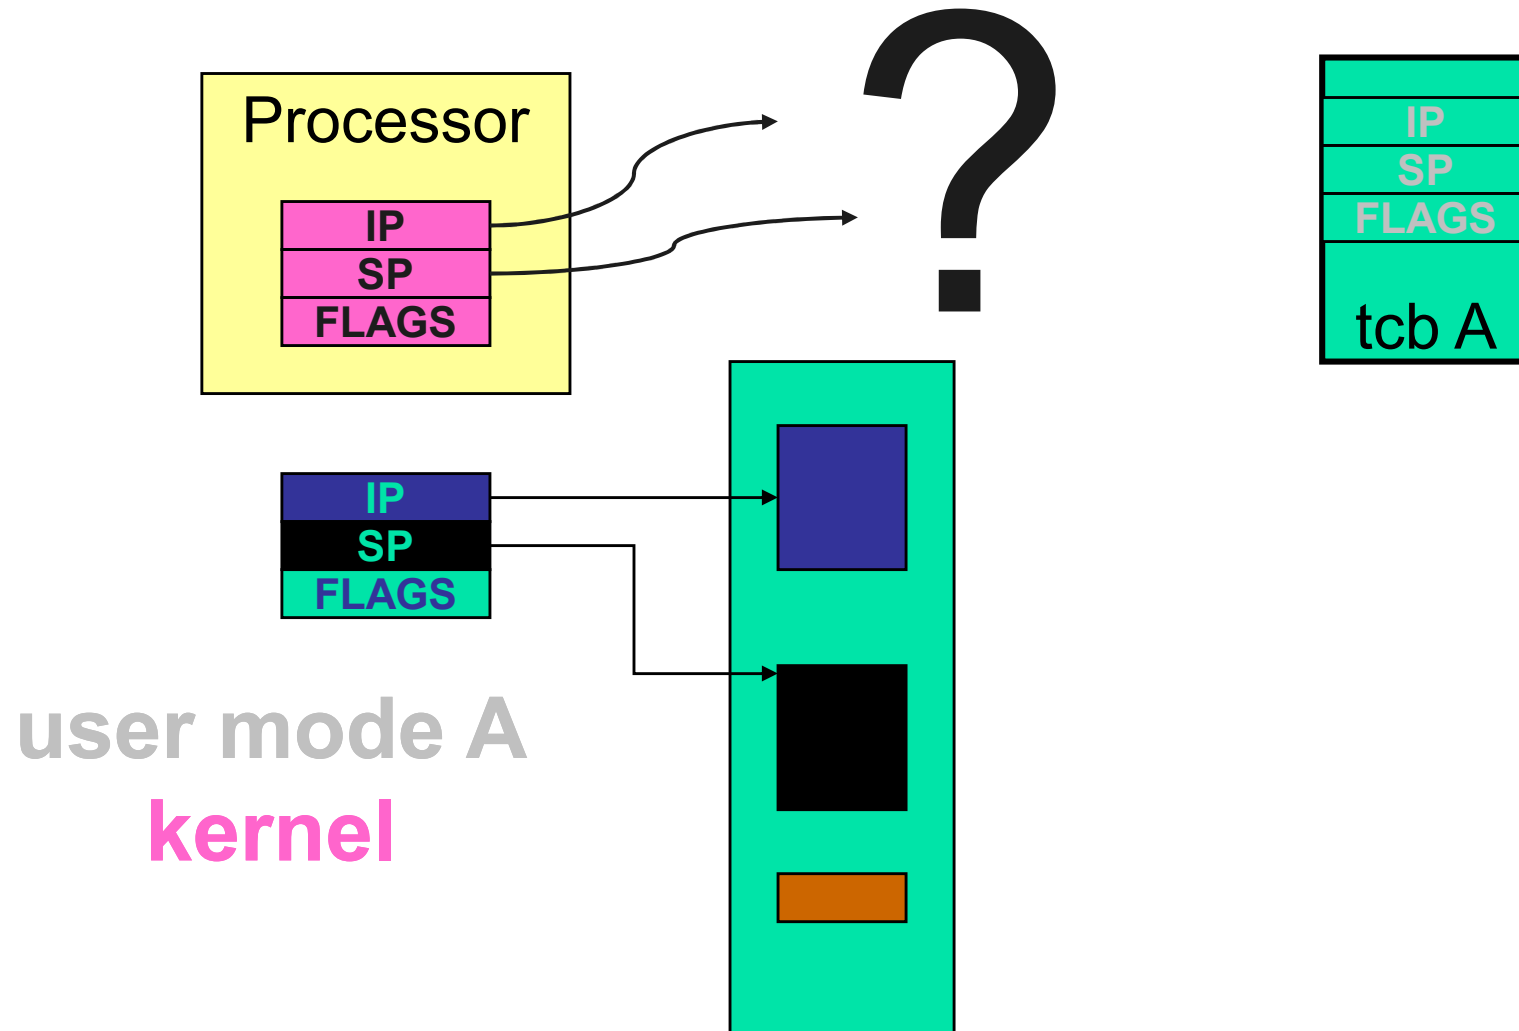 ?
Processor
IP
SP
FLAGS
IP
SP
FLAGS
tcb A
IP
SP
FLAGS
user mode A
kernel